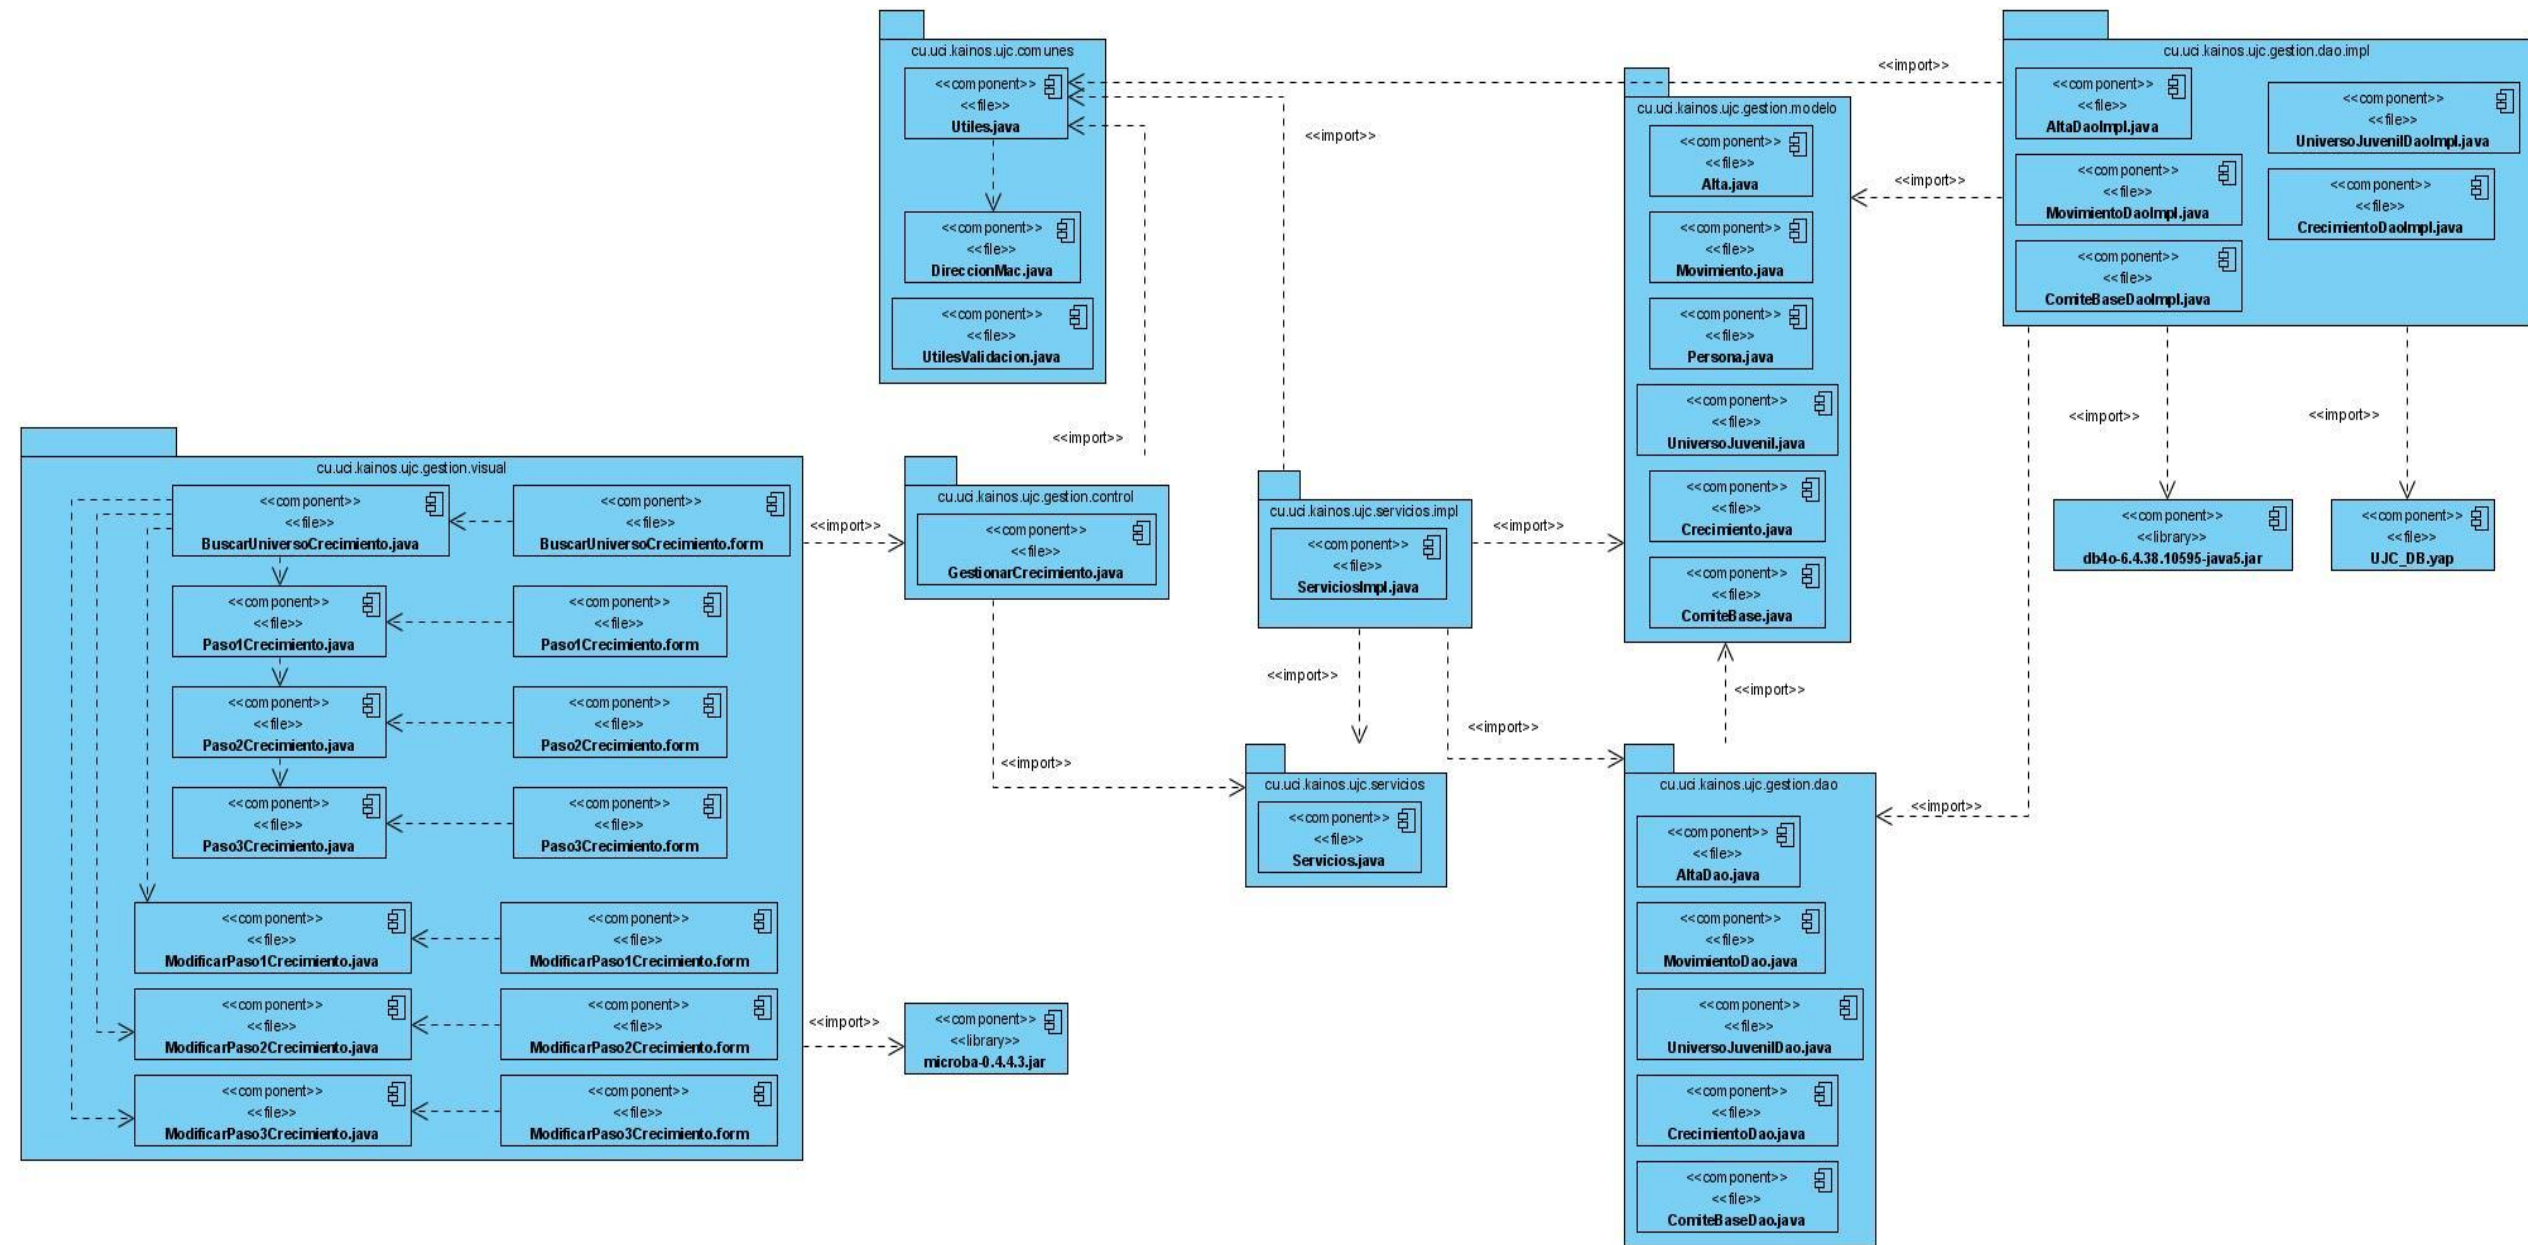 cu.uci.kainos.ujc.comunes
<<component>>
<<file>>
Utiles.java
<<component>>
<<file>>
DireccionMac.java
<<component>>
<<file>>
UtilesValidacion.java
<<import>>
<<import>>
<<import>>
cu.uci.kainos.ujc.gestion.modelo
<<component>>
<<file>>
Alta.java
<<component>>
<<file>>
Movimiento.java
<<component>>
<<file>>
Persona.java
<<component>>
<<file>>
UniversoJuvenil.java
<<component>>
<<file>>
Crecimiento.java
<<component>>
<<file>>
ComiteBase.java
<<import>>
cu.uci.kainos.ujc.gestion.dao.impl
<<component>>
<<file>>
AltaDaoImpl.java
<<component>>
<<file>>
UniversoJuvenilDaoImpl.java
<<component>>
<<file>>
MovimientoDaoImpl.java
<<component>>
<<file>>
CrecimientoDaoImpl.java
<<component>>
<<file>>
ComiteBaseDaoImpl.java
<<import>>
<<import>>
<<component>>
<<library>>
db4o-6.4.38.10595-java5.jar
<<component>>
<<file>>
UJC_DB.yap
cu.uci.kainos.ujc.gestion.visual
<<component>>
<<file>>
BuscarUniversoCrecimiento.java
<<component>>
<<file>>
BuscarUniversoCrecimiento.form
<<component>>
<<file>>
Paso1Crecimiento.java
<<component>>
<<file>>
Paso1Crecimiento.form
<<component>>
<<file>>
Paso2Crecimiento.java
<<component>>
<<file>>
Paso2Crecimiento.form
<<component>>
<<file>>
Paso3Crecimiento.java
<<component>>
<<file>>
Paso3Crecimiento.form
<<component>>
<<file>>
ModificarPaso1Crecimiento.java
<<component>>
<<file>>
ModificarPaso1Crecimiento.form
<<component>>
<<file>>
ModificarPaso2Crecimiento.java
<<component>>
<<file>>
ModificarPaso2Crecimiento.form
<<component>>
<<file>>
ModificarPaso3Crecimiento.java
<<component>>
<<file>>
ModificarPaso3Crecimiento.form
<<import>>
cu.uci.kainos.ujc.gestion.control
<<component>>
<<file>>
GestionarCrecimiento.java
cu.uci.kainos.ujc.servicios.impl
<<component>>
<<file>>
ServiciosImpl.java
<<import>>
<<import>>
<<import>>
<<import>>
<<import>>
cu.uci.kainos.ujc.servicios
<<component>>
<<file>>
Servicios.java
<<import>>
<<component>>
<<library>>
microba-0.4.4.3.jar
cu.uci.kainos.ujc.gestion.dao
<<component>>
<<file>>
AltaDao.java
<<component>>
<<file>>
MovimientoDao.java
<<component>>
<<file>>
UniversoJuvenilDao.java
<<component>>
<<file>>
CrecimientoDao.java
<<component>>
<<file>>
ComiteBaseDao.java
<<import>>